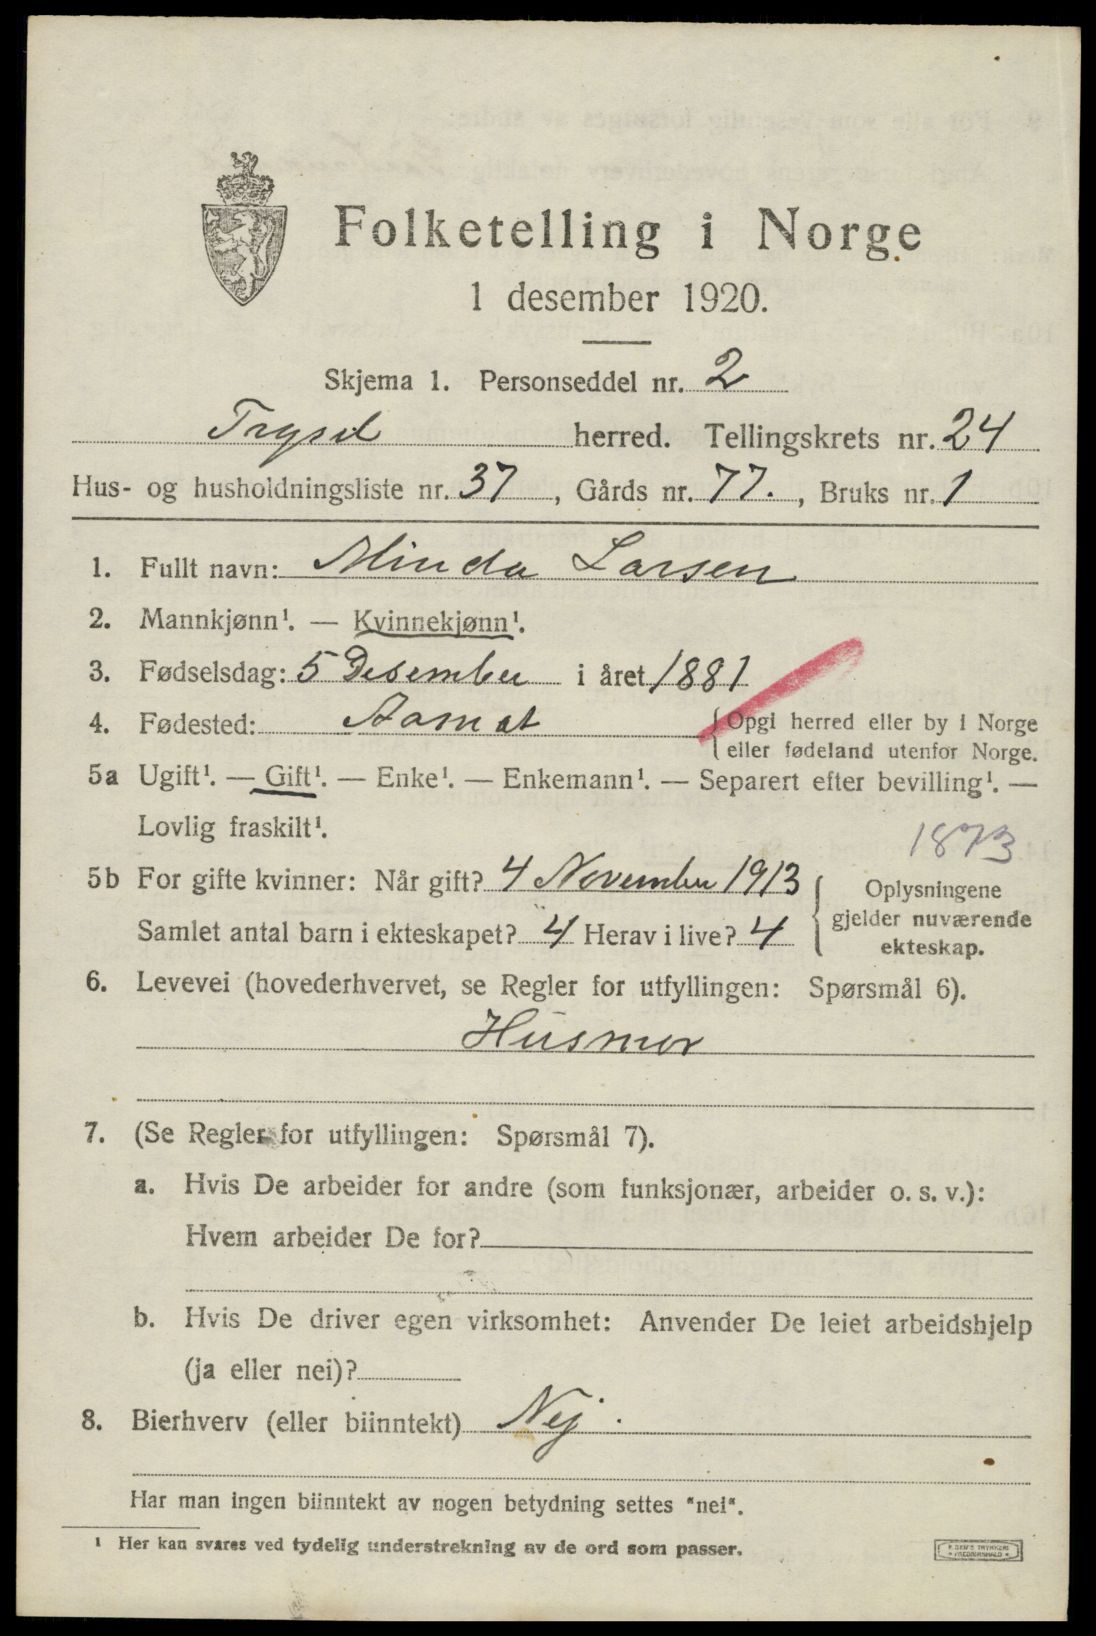 Folketelling i Norge
1 desember 1920.
Skjema 1. Personseddel nr. 2
Trysil herred. Tellingskrets nr. 24
Hus- og husholdningsliste nr. 37, Gårds nr. 77., Bruks nr. 1
1. Fullt navn: Minda Larsen
2. Mannkjønn¹. — Kvinnekjønn¹.
3. Fødselsdag: 5 Desember i året 1881
4. Fødested: Aamot {Opgi herred eller by i Norge
eller fødeland utenfor Norge.
5a Ugift¹. — Gift¹. — Enke¹. — Enkemann¹. — Separert efter bevilling¹. —
Lovlig fraskilt¹.
1873
5b For gifte kvinner: Når gift? 4 November 1913 { Oplysningene
gjelder nuværende
Samlet antal barn i ekteskapet? 4 Herav i live? 4
ekteskap.
6. Levevei (hovederhvervet, se Regler for utfyllingen: Spørsmål 6).
Husmor
7. (Se Regler for utfyllingen: Spørsmål 7).
a. Hvis De arbeider for andre (som funksjonær, arbeider o. s. v.):
Hvem arbeider De for?
b. Hvis De driver egen virksomhet: Anvender De leiet arbeidshjelp
(ja eller nei)?
8. Bierhverv (eller biinntekt) Nej.
Har man ingen biinntekt av nogen betydning settes "nei".
¹ Her kan svares ved tydelig understrekning av de ord som passer.